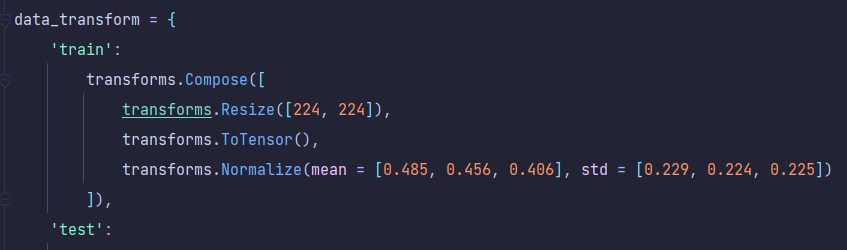 data_transform = {
    'train':
        transforms.Compose([
            transforms.Resize([224, 224]),
            transforms.ToTensor(),
            transforms.Normalize(mean = [0.485, 0.456, 0.406], std = [0.229, 0.224, 0.225])
        ]),
    'test':